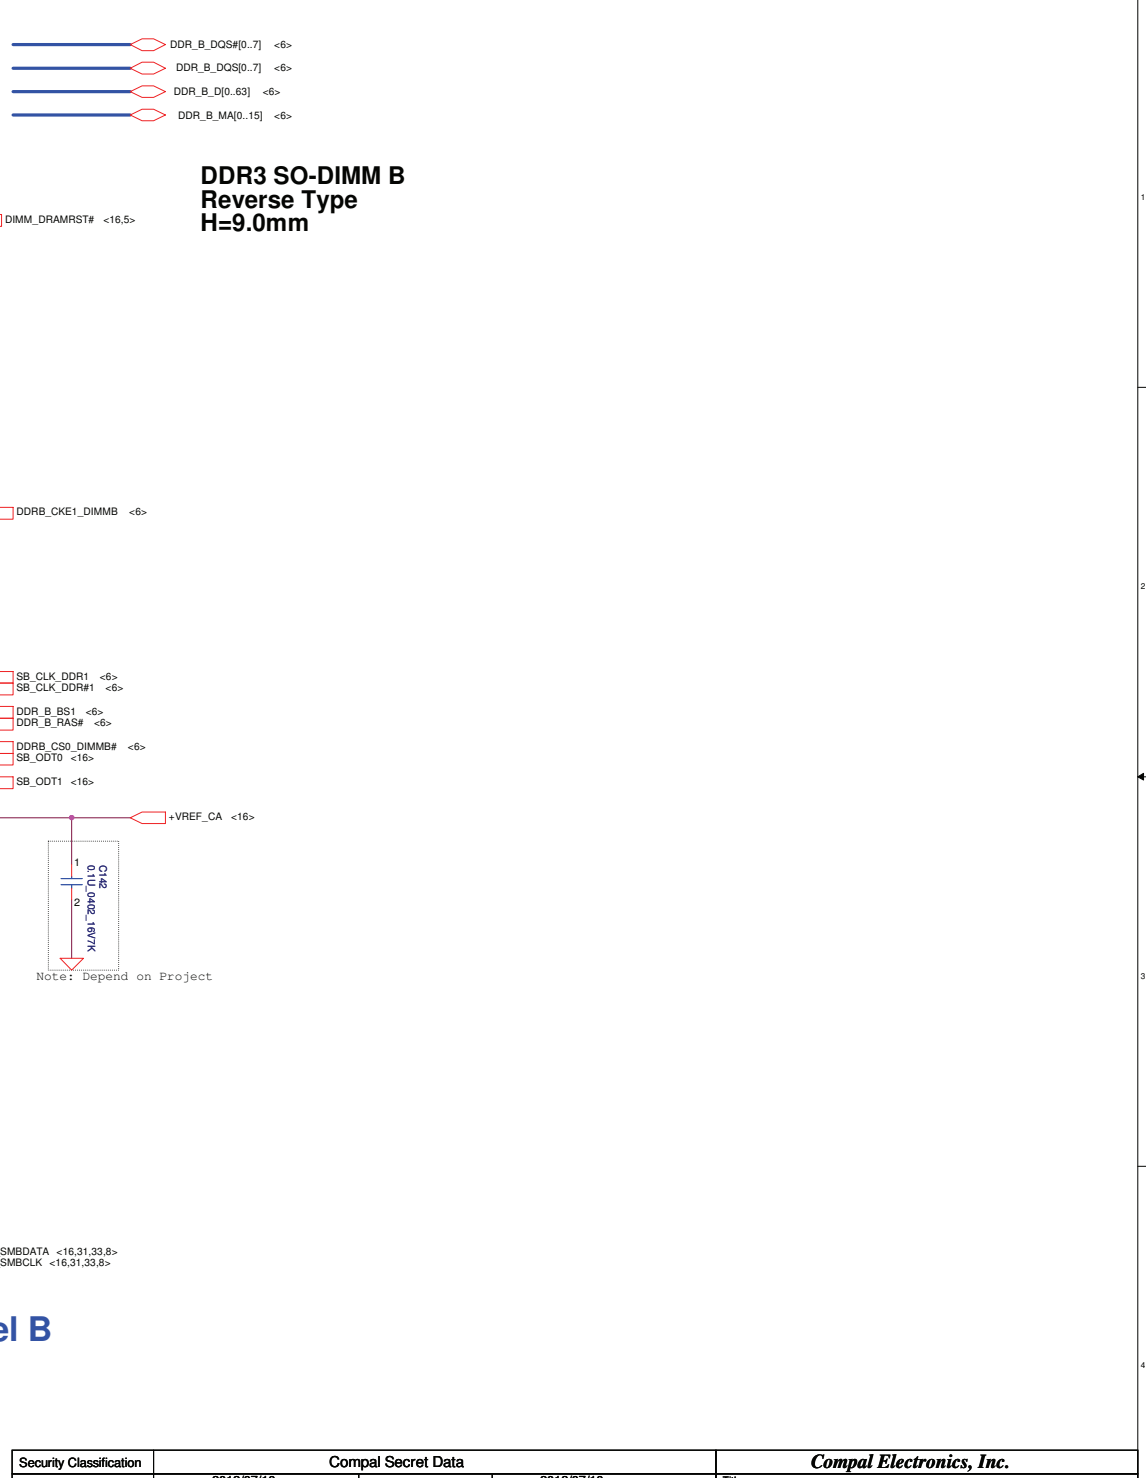 DDR_B_DQS#[0..7] <6>
DDR_B_DQS[0..7] <6>
DDR_B_D[0..63] <6>
DDR_B_MA[0..15] <6>
DDR3 SO-DIMM B
Reverse Type
H=9.0mm
1
DIMM_DRAMRST# <16,5>
DDRB_CKE1_DIMMB <6>
2
SB_CLK_DDR1 <6>
SB_CLK_DDR#1 <6>
DDR_B_BS1 <6>
DDR_B_RAS# <6>
DDRB_CS0_DIMMB# <6>
SB_ODT0 <16>
SB_ODT1 <16>
+VREF_CA <16>
1
C142
0.1U_0402_16V7K
2
Note: Depend on Project
3
SMBDATA <16,31,33,8>
SMBCLK <16,31,33,8>
el B
4
Security Classification
Compal Secret Data
Compal Electronics, Inc.